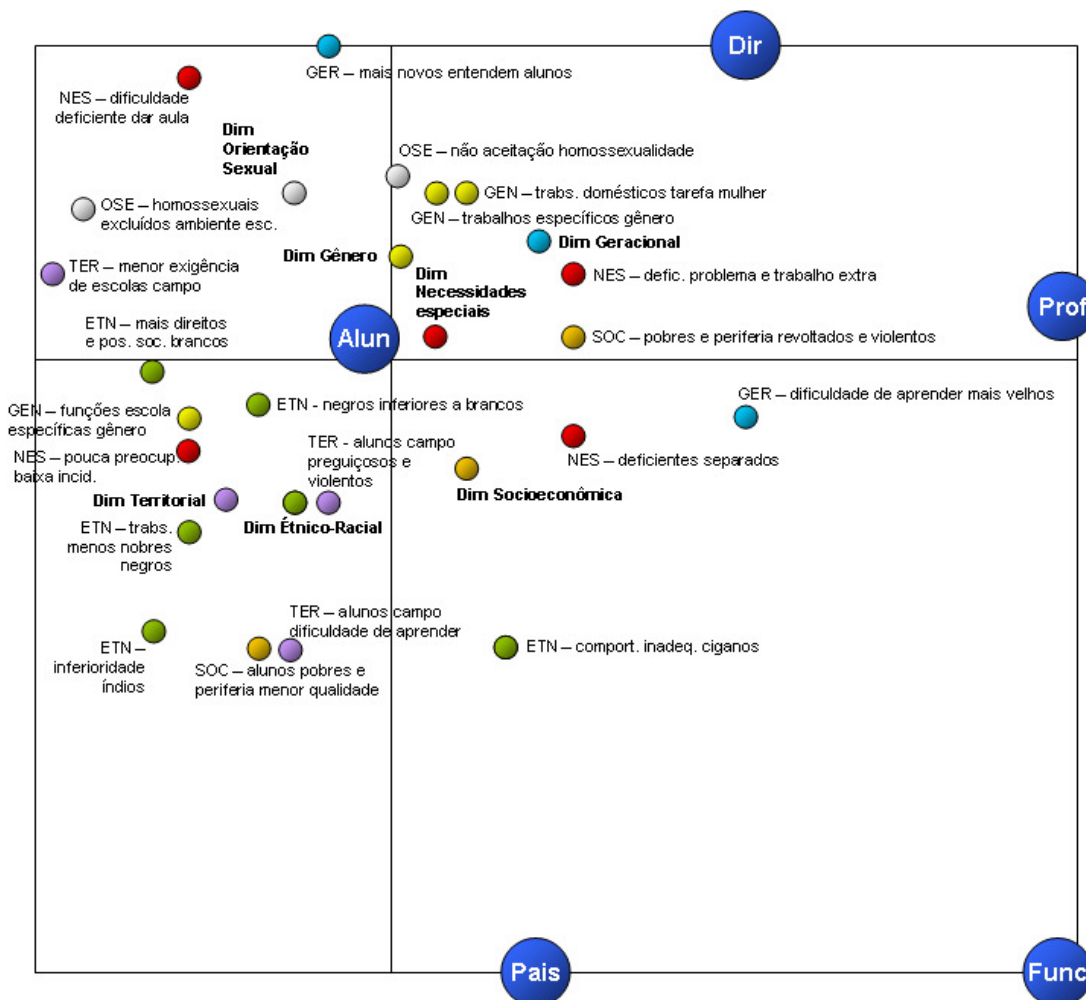 Dir
GER – mais novos entendem alunos
NES – dificuldade
deficiente dar aula
Dim
Orientação
Sexual
OSE – não aceitação homossexualidade
GEN – trabs. domésticos tarefa mulher
OSE – homossexuais
excluídos ambiente esc.
GEN – trabalhos específicos gênero
Dim Geracional
Dim Gênero
TER – menor exigência
de escolas campo
Dim
Necessidades
especiais
NES – defic. problema e trabalho extra
Prof
ETN – mais direitos
e pos. soc. brancos
Alun
SOC – pobres e periferia revoltados e violentos
GER – dificuldade de aprender mais velhos
ETN - negros inferiores a brancos
GEN – funções escola
específicas gênero
TER - alunos campo
preguiçosos e
violentos
NES – pouca preocup.
baixa incid.
NES – deficientes separados
Dim Socioeconômica
Dim Territorial
Dim Étnico-Racial
ETN – trabs.
menos nobres
negros
TER – alunos campo
dificuldade de aprender
ETN –
inferioridade
índios
SOC – alunos pobres e
periferia menor qualidade
ETN – comport. inadeq. ciganos
Pais
Func